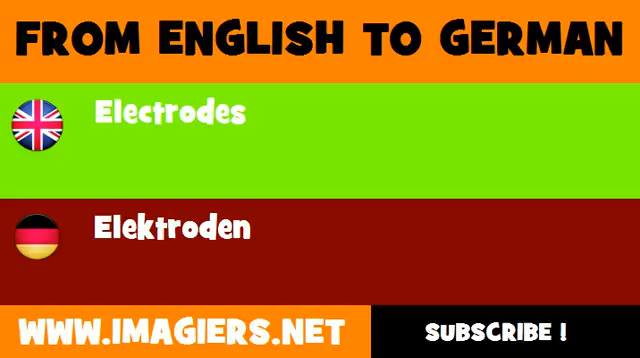 FROM ENGLISH TO GERMAN
Electrodes
Elektroden
WWW.IMAGIERS.NET
SUBSCRIBE !